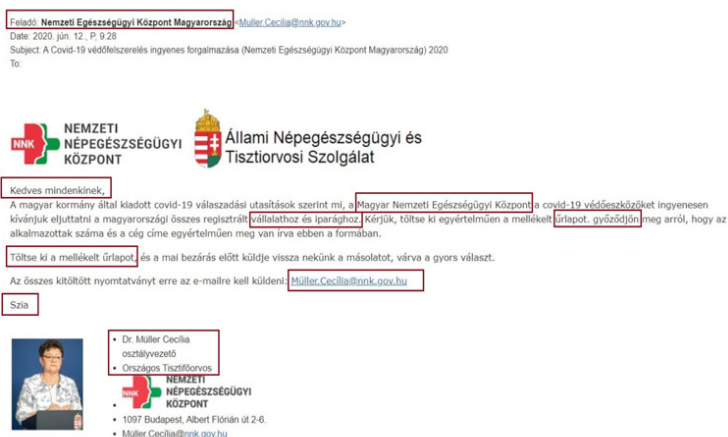 Feladó: Nemzeti Egészségügyi Központ Magyarország <Muller.Cecilia@nnk.gov.hu>
Date: 2020. jún. 12., P, 9:28
Subject: A Covid-19 védőfelszerelés ingyenes forgalmazása (Nemzeti Egészségügyi Központ Magyarország) 2020
To:
NNK
NEMZETI
NÉPEGÉSZSÉGÜGYI
KÖZPONT
Állami Népegészségügyi és
Tisztiorvosi Szolgálat
Kedves mindenkinek,
A magyar kormány által kiadott covid-19 válaszadási utasítások szerint mi, a Magyar Nemzeti Egészségügyi Központ a covid-19 védőeszközöket ingyenesen
kívánjuk eljuttatni a magyarországi összes regisztrált vállalathoz és iparághoz. Kérjük, töltse ki egyértelműen a mellékelt űrlapot. győződjön meg arról, hogy az
alkalmazottak száma és a cég címe egyértelműen meg van írva ebben a formában.
Töltse ki a mellékelt űrlapot, és a mai bezárás előtt küldje vissza nekünk a másolatot, várva a gyors választ.
Az összes kitöltött nyomtatványt erre az e-mailre kell küldeni: Müller.Cecília@nnk.gov.hu
Szia
• Dr. Müller Cecília
osztályvezető
• Országos Tisztifőorvos
NNK
NEMZETI
NÉPEGÉSZSÉGÜGYI
KÖZPONT
•
• 1097 Budapest, Albert Flórián út 2-6.
• Müller.Cecília@nnk.gov.hu